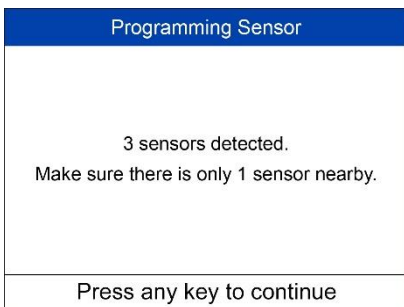 Programming Sensor
3 sensors detected.
Make sure there is only 1 sensor nearby.
Press any key to continue